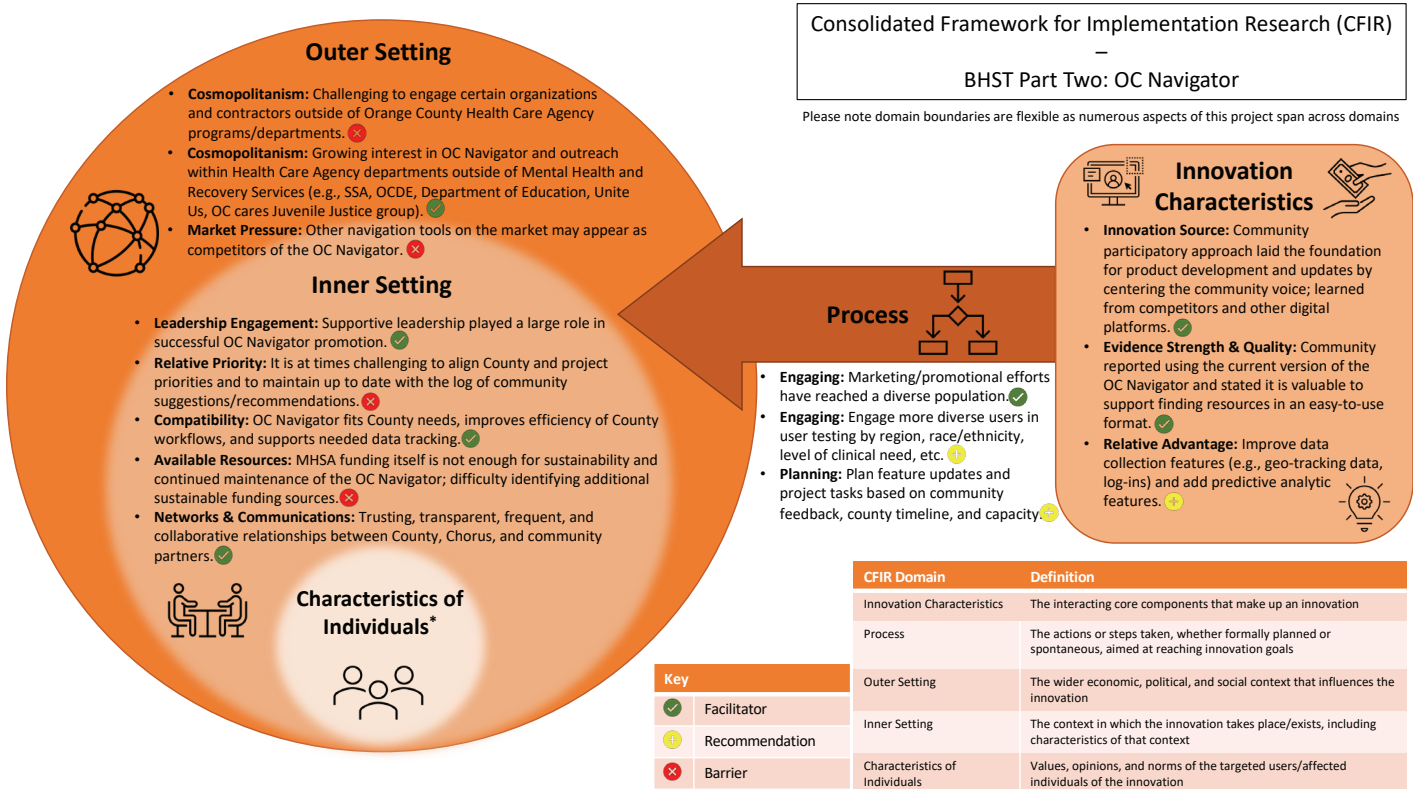 Consolidated Framework for Implementation Research (CFIR)
–
BHST Part Two: OC Navigator
Please note domain boundaries are flexible as numerous aspects of this project span across domains
Outer Setting
• Cosmopolitanism: Challenging to engage certain organizations
and contractors outside of Orange County Health Care Agency
programs/departments.
• Cosmopolitanism: Growing interest in OC Navigator and outreach
within Health Care Agency departments outside of Mental Health and
Recovery Services (e.g., SSA, OCDE, Department of Education, Unite
Us, OC cares Juvenile Justice group).
• Market Pressure: Other navigation tools on the market may appear as
competitors of the OC Navigator.
Inner Setting
• Leadership Engagement: Supportive leadership played a large role in
successful OC Navigator promotion.
• Relative Priority: It is at times challenging to align County and project
priorities and to maintain up to date with the log of community
suggestions/recommendations.
• Compatibility: OC Navigator fits County needs, improves efficiency of County
workflows, and supports needed data tracking.
• Available Resources: MHSA funding itself is not enough for sustainability and
continued maintenance of the OC Navigator; difficulty identifying additional
sustainable funding sources.
• Networks & Communications: Trusting, transparent, frequent, and
collaborative relationships between County, Chorus, and community
partners.
Characteristics of
Individuals*
Process
• Engaging: Marketing/promotional efforts
have reached a diverse population.
• Engaging: Engage more diverse users in
user testing by region, race/ethnicity,
level of clinical need, etc.
• Planning: Plan feature updates and
project tasks based on community
feedback, county timeline, and capacity.
Innovation
Characteristics
• Innovation Source: Community
participatory approach laid the foundation
for product development and updates by
centering the community voice; learned
from competitors and other digital
platforms.
• Evidence Strength & Quality: Community
reported using the current version of the
OC Navigator and stated it is valuable to
support finding resources in an easy-to-use
format.
• Relative Advantage: Improve data
collection features (e.g., geo-tracking data,
log-ins) and add predictive analytic
features.
Key
Facilitator
Recommendation
Barrier
CFIR Domain Definition
Innovation Characteristics The interacting core components that make up an innovation
Process The actions or steps taken, whether formally planned or
spontaneous, aimed at reaching innovation goals
Outer Setting The wider economic, political, and social context that influences the
innovation
Inner Setting The context in which the innovation takes place/exists, including
characteristics of that context
Characteristics of Values, opinions, and norms of the targeted users/affected
Individuals individuals of the innovation